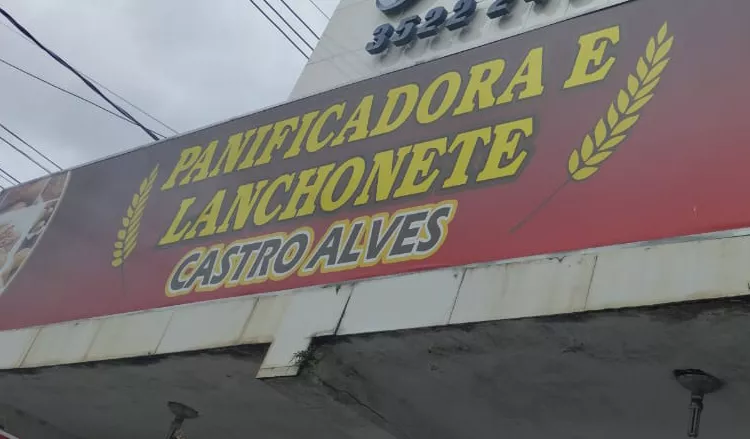 3522
PANIFICADORA E
LANCHONETE
CASTRO ALVES